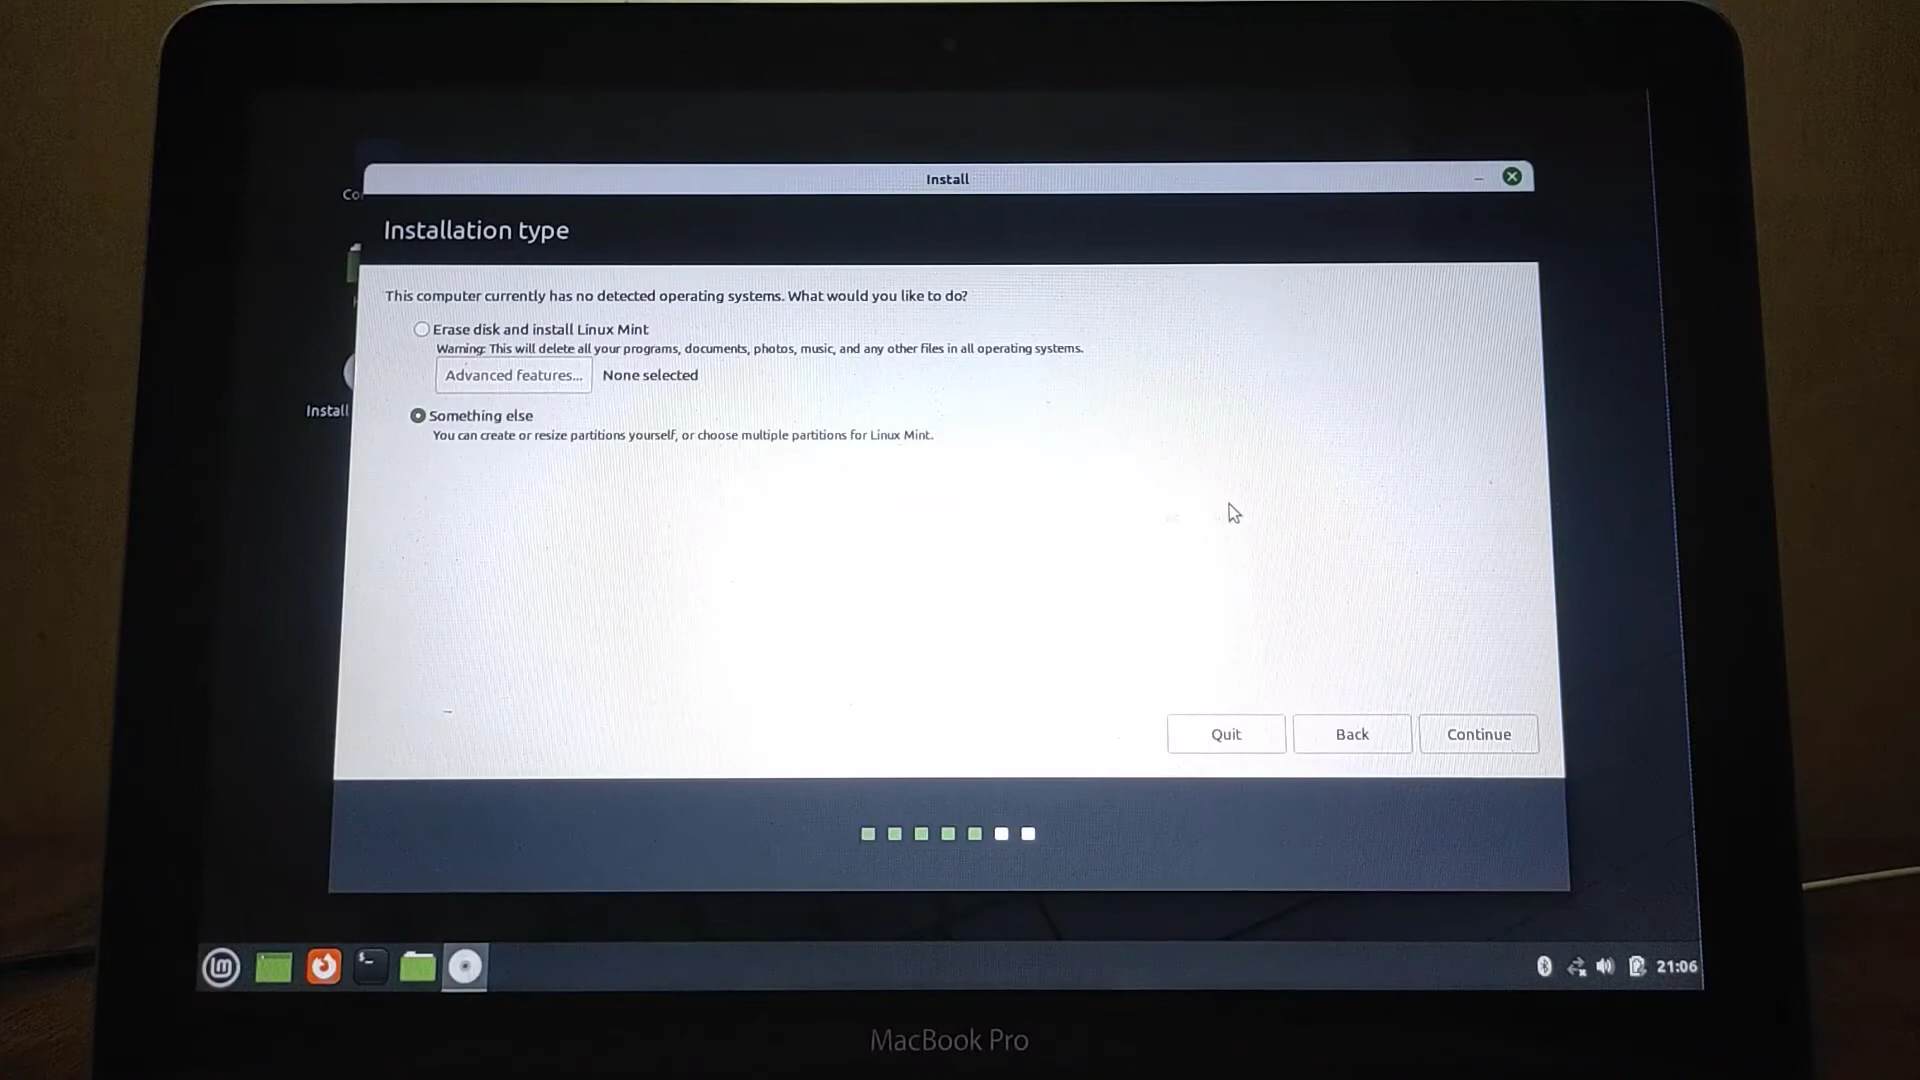 Install
Co
Installation type
This computer currently has no detected operating systems. What would you like to do?
Erase disk and install Linux Mint
Warning: This will delete all your programs, documents, photos, music, and any other files in all operating systems.
Advanced features... None selected
Install
Something else
You can create or resize partitions yourself, or choose multiple partitions for Linux Mint.
Quit Back Continue
21:06
MacBook Pro